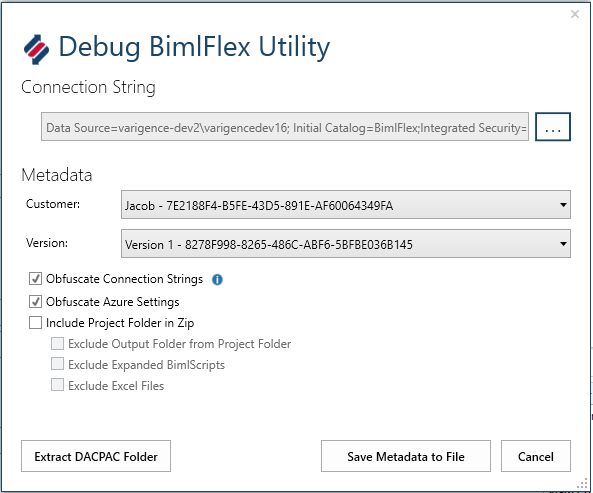 Debug BimlFlex Utility
Connection String
Data Source=varigence-dev2\varigencedev16; Initial Catalog=BimlFlex;Integrated Security=
...
Metadata
Customer:
Jacob - 7E2188F4-B5FE-43D5-891E-AF60064349FA
Version:
Version 1 - 8278F998-8265-486C-ABF6-5BFBE036B145
Obfuscate Connection Strings
Obfuscate Azure Settings
Include Project Folder in Zip
Exclude Output Folder from Project Folder
Exclude Expanded BimlScripts
Exclude Excel Files
Extract DACPAC Folder
Save Metadata to File
Cancel